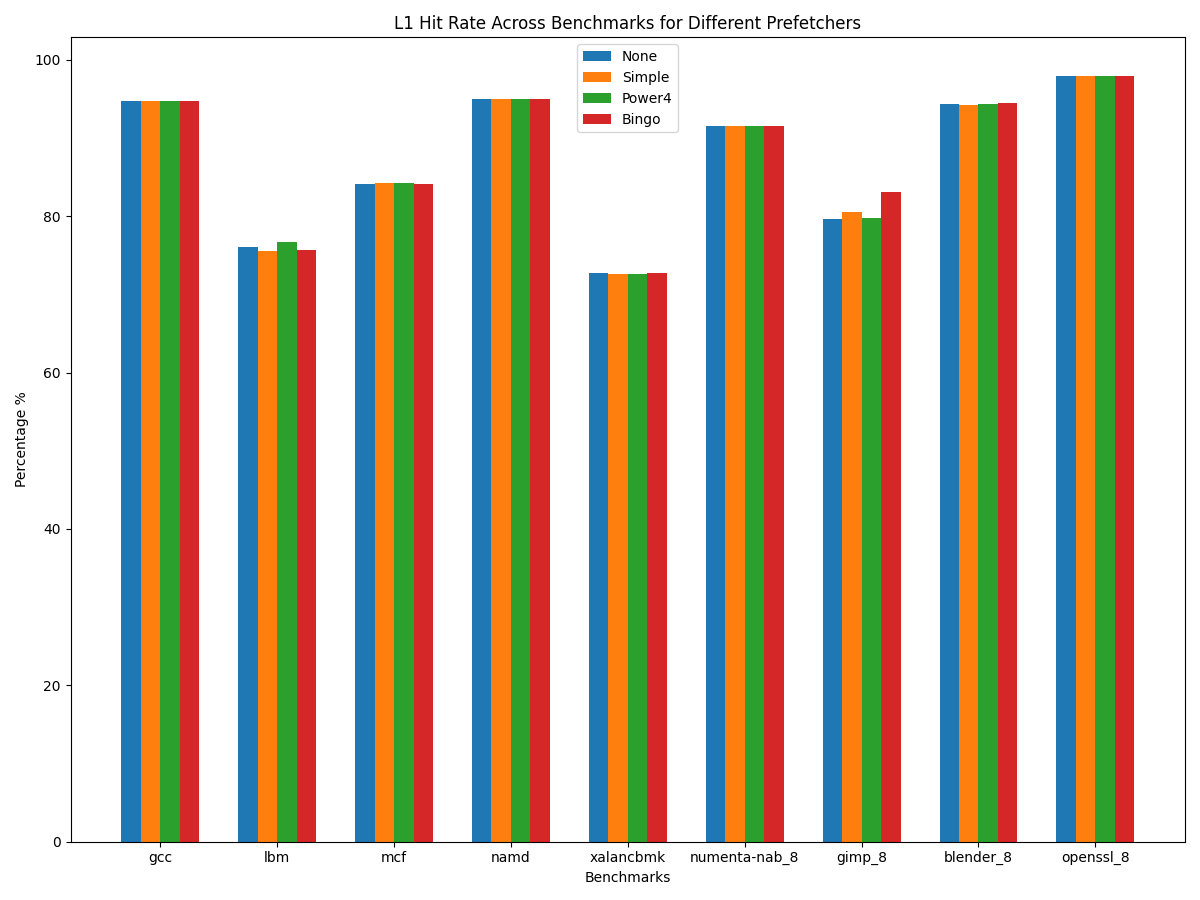 L1 Hit Rate Across Benchmarks for Different Prefetchers
None
Simple
Power4
Bingo
100
80
60
40
20
0
Percentage %
gcc lbm mcf namd xalancbmk numenta-nab_8 gimp_8 blender_8 openssl_8
Benchmarks